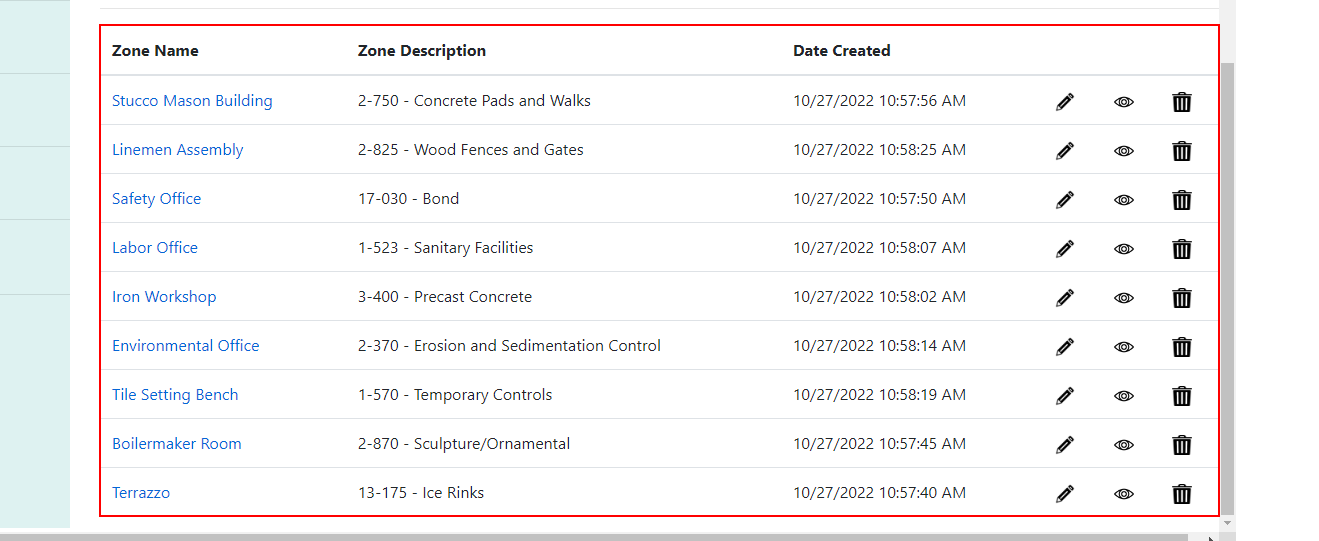 Zone Name Zone Description Date Created
Stucco Mason Building 2-750 - Concrete Pads and Walks 10/27/2022 10:57:56 AM
Linemen Assembly 2-825 - Wood Fences and Gates 10/27/2022 10:58:25 AM
Safety Office 17-030 - Bond 10/27/2022 10:57:50 AM
Labor Office 1-523 - Sanitary Facilities 10/27/2022 10:58:07 AM
Iron Workshop 3-400 - Precast Concrete 10/27/2022 10:58:02 AM
Environmental Office 2-370 - Erosion and Sedimentation Control 10/27/2022 10:58:14 AM
Tile Setting Bench 1-570 - Temporary Controls 10/27/2022 10:58:19 AM
Boilermaker Room 2-870 - Sculpture/Ornamental 10/27/2022 10:57:45 AM
Terrazzo 13-175 - Ice Rinks 10/27/2022 10:57:40 AM